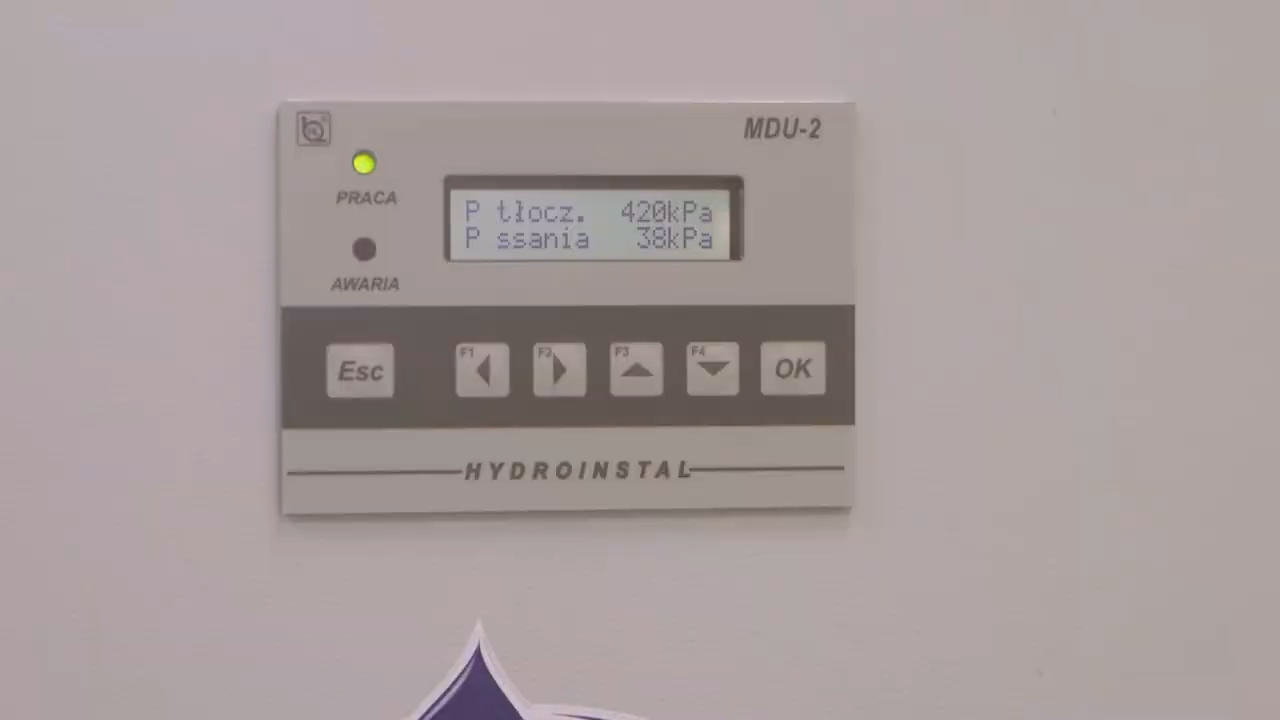 MDU-2
PRACA
P tłocz. 420kPa
P ssania 38kPa
AWARIA
Esc
F1
F2
F3
F4
OK
HYDROINSTAL